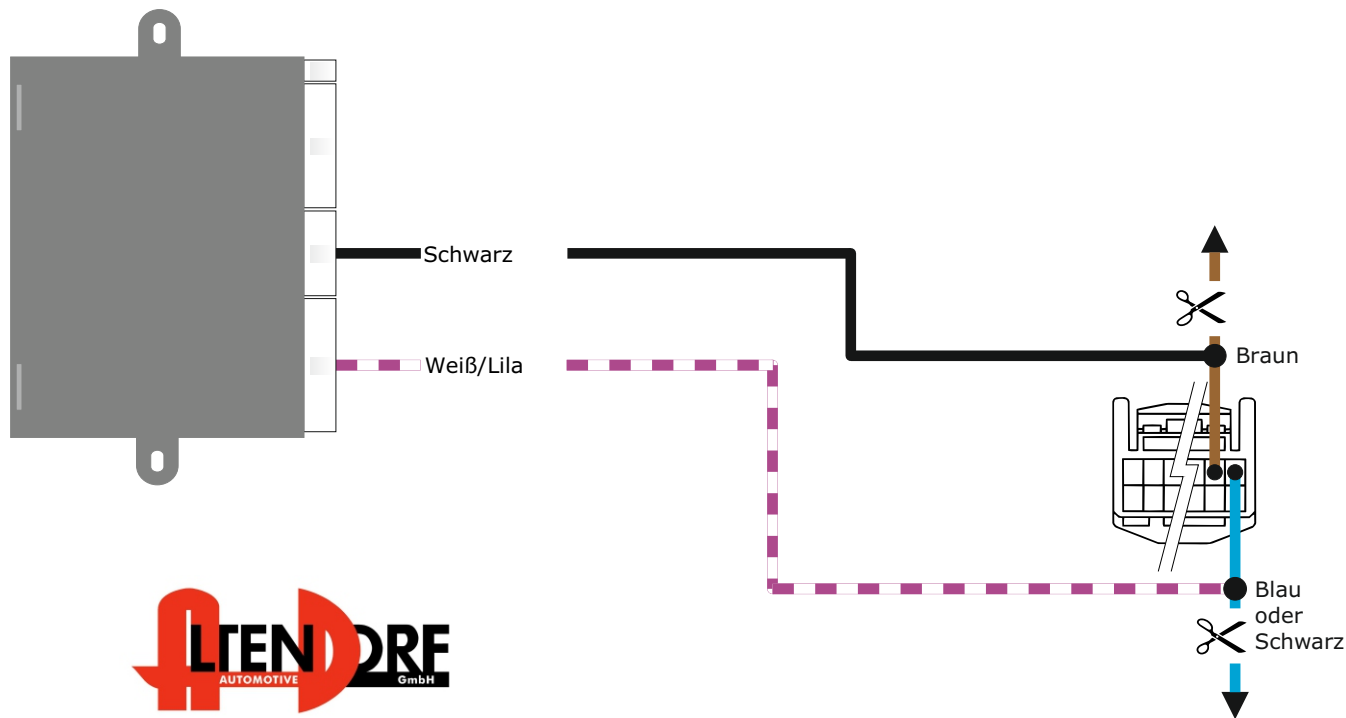 Schwarz
Braun
Weiß/Lila
Blau
oder
Schwarz
ALTENDORF
AUTOMOTIVE
GmbH